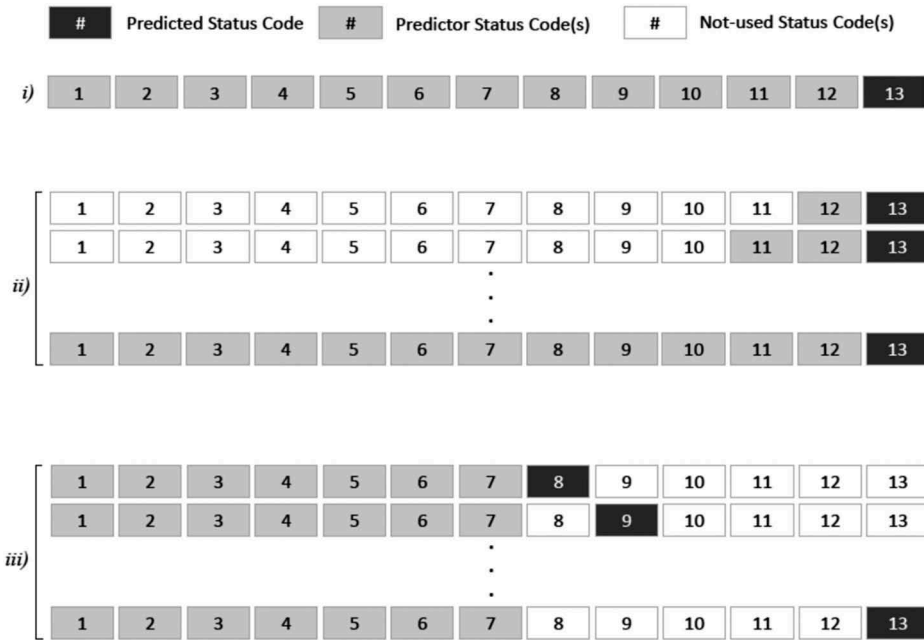 # Predicted Status Code # Predictor Status Code(s) # Not-used Status Code(s)
i) 1 2 3 4 5 6 7 8 9 10 11 12 13
1 2 3 4 5 6 7 8 9 10 11 12 13
1 2 3 4 5 6 7 8 9 10 11 12 13
ii)
1 2 3 4 5 6 7 8 9 10 11 12 13
1 2 3 4 5 6 7 8 9 10 11 12 13
1 2 3 4 5 6 7 8 9 10 11 12 13
iii)
1 2 3 4 5 6 7 8 9 10 11 12 13